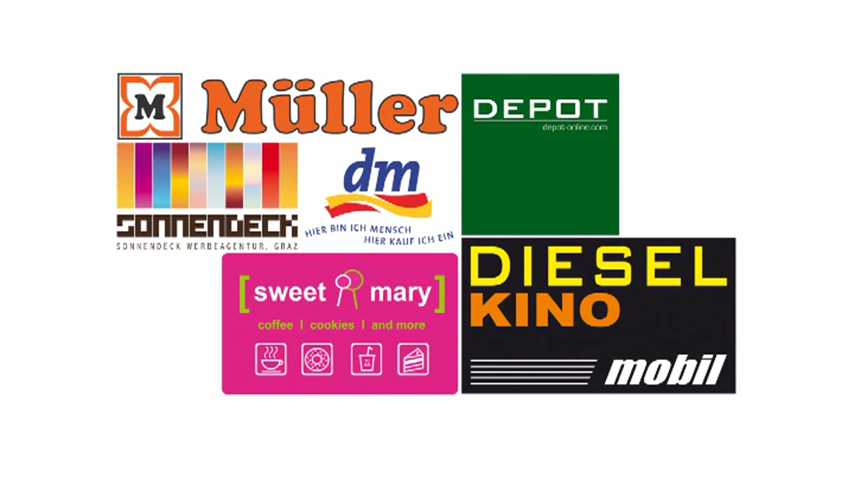 M Müller
DEPOT
depot-online.com
SONNENDECK
SONNENDECK WERBEAGENTUR, GRAZ
dm
HIER BIN ICH MENSCH
HIER KAUF ICH EIN
[sweet mary]
coffee | cookies | and more
DIESEL
KINO
mobil